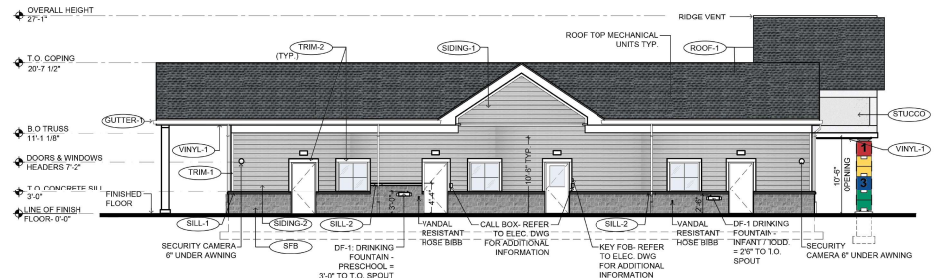 OVERALL HEIGHT
27'-1"
RIDGE VENT
ROOF TOP MECHANICAL
UNITS TYP.
TRIM-2
(TYP.)
SIDING-1
ROOF-1
T.O. COPING
20'-7 1/2"
GUTTER-1
STUCCO
B.O TRUSS
11'-1 1/8"
VINYL-1
VINYL-1
DOORS & WINDOWS
HEADERS 7'-2"
TRIM-1
10'-6" TYP.
10'-6"
OPENING
1
3
T.O. CONCRETE SILL
3'-0"
FINISHED
FLOOR
3'-0"
4'-4"
2'-6"
LINE OF FINISH
FLOOR- 0'-0"
SILL-1
SIDING-2
SFB
SILL-2
SILL-2
SECURITY CAMERA
6" UNDER AWNING
DF-1: DRINKING
FOUNTAIN -
PRESCHOOL =
3'-0" TO T.O. SPOUT
VANDAL
RESISTANT
HOSE BIBB
CALL BOX- REFER
TO ELEC. DWG
FOR ADDITIONAL
INFORMATION
KEY FOB- REFER
TO ELEC. DWG
FOR ADDITIONAL
INFORMATION
VANDAL
RESISTANT
HOSE BIBB
DF-1 DRINKING
FOUNTAIN -
INFANT / TODD.
= 2'6" TO T.O.
SPOUT
SECURITY
CAMERA 6" UNDER AWNING